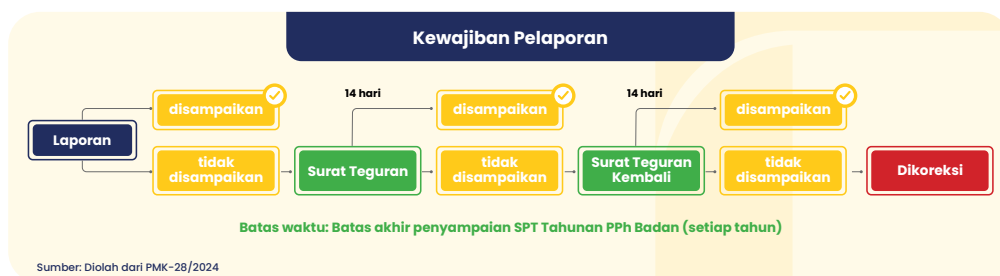 Kewajiban Pelaporan
Laporan
disampaikan
tidak
disampaikan
Surat Teguran
14 hari
disampaikan
tidak
disampaikan
Surat Teguran
Kembali
14 hari
disampaikan
tidak
disampaikan
Dikoreksi
Batas waktu: Batas akhir penyampaian SPT Tahunan PPh Badan (setiap tahun)
Sumber: Diolah dari PMK-28/2024